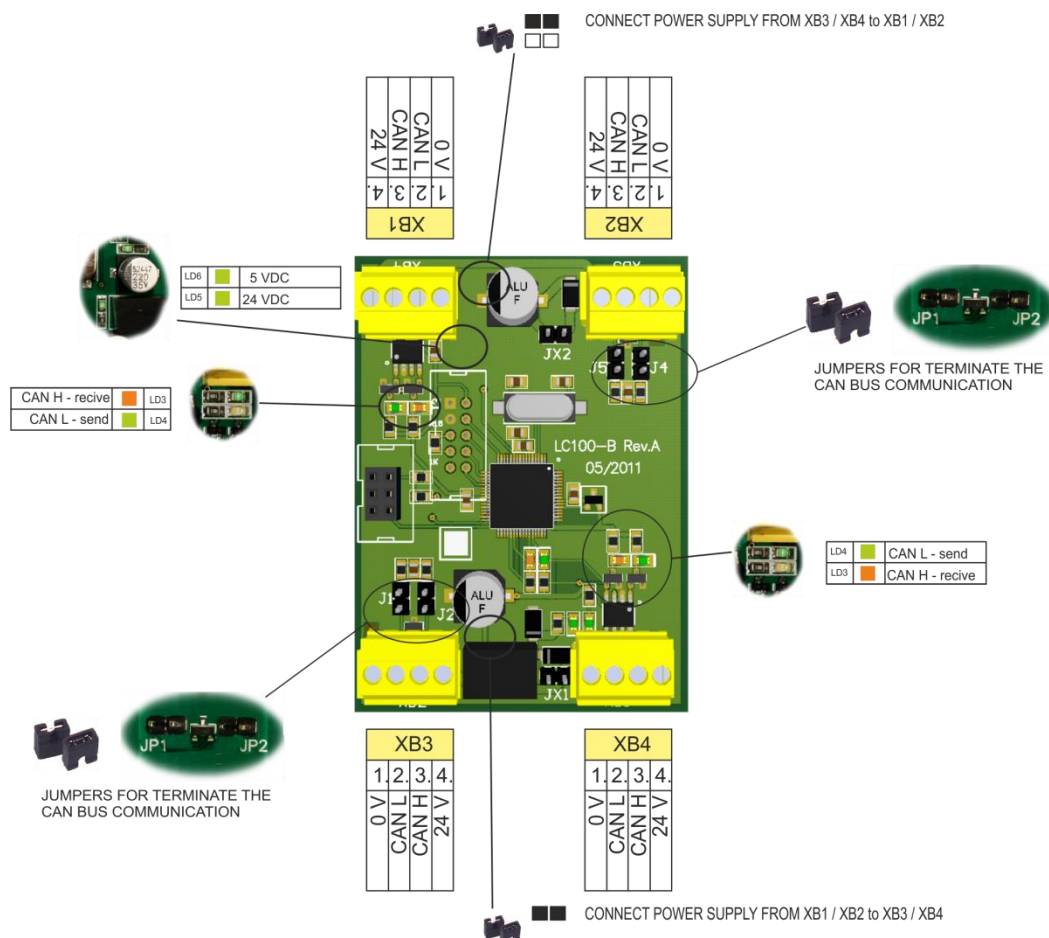 CONNECT POWER SUPPLY FROM XB3 / XB4 to XB1 / XB2
4. 3. 2. 1.
24 V CAN H CAN L 0 V
XB1
4. 3. 2. 1.
24 V CAN H CAN L 0 V
XB2
LD6 5 VDC
LD5 24 VDC
220
35V
JP1 JP2
JUMPERS FOR TERMINATE THE
CAN BUS COMMUNICATION
CAN H - recive LD3
CAN L - send LD4
ALU
F
JX2
J5 J4
LC100-B Rev.A
05/2011
LD4 CAN L - send
LD3 CAN H - recive
J1 J2
ALU
F
JX1
JP1 JP2
JUMPERS FOR TERMINATE THE
CAN BUS COMMUNICATION
XB3
1. 2. 3. 4.
0 V CAN L CAN H 24 V
XB4
1. 2. 3. 4.
0 V CAN L CAN H 24 V
CONNECT POWER SUPPLY FROM XB1 / XB2 to XB3 / XB4